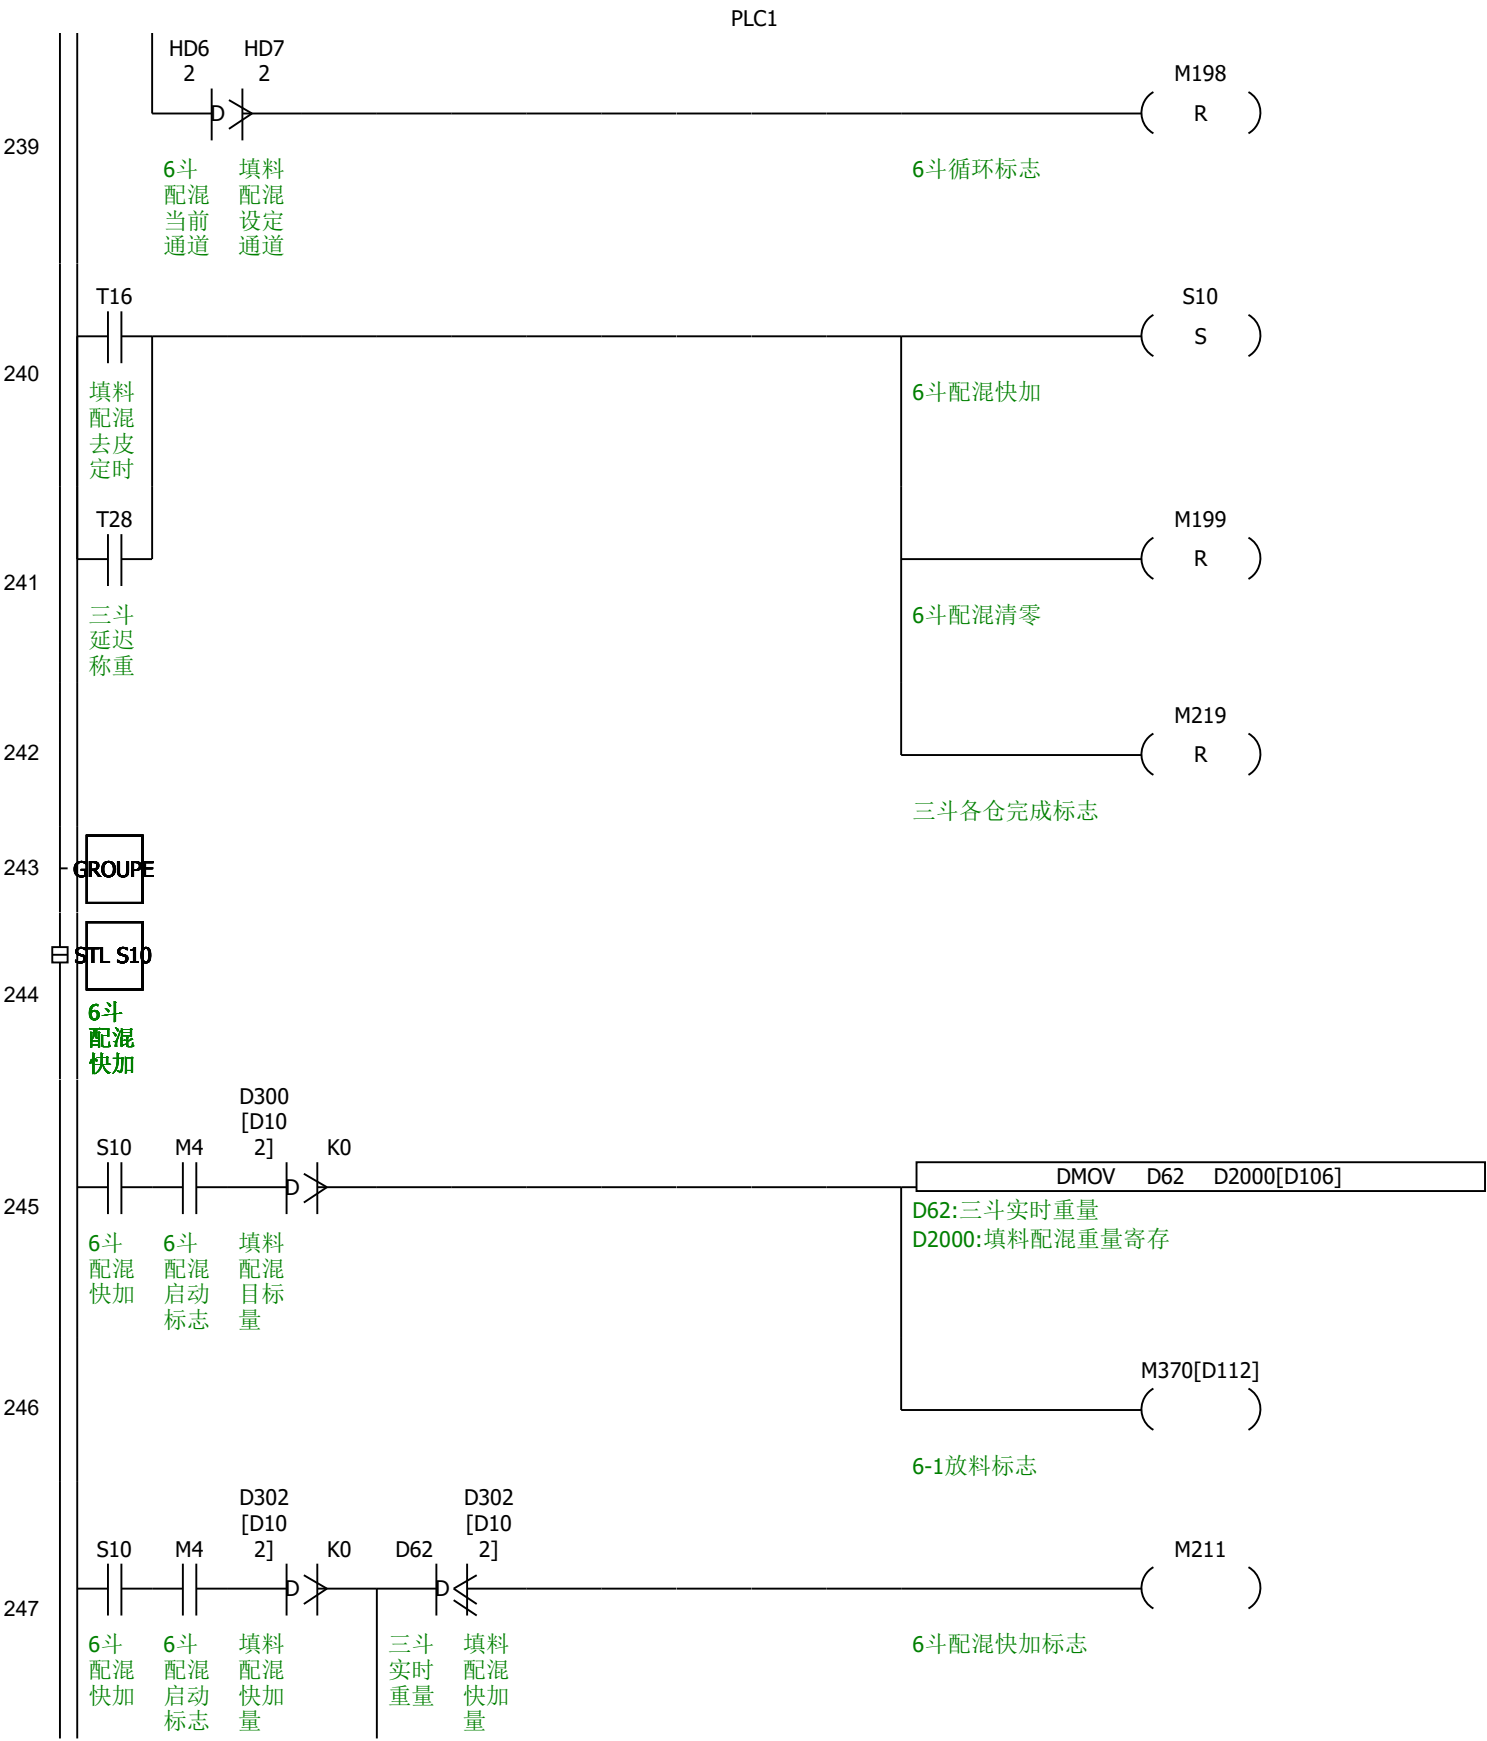 PLC1
HD6
2
HD7
2
D
M198
R
239
6斗
配混
当前
通道
填料
配混
设定
通道
6斗循环标志
T16
S10
S
240
填料
配混
去皮
定时
6斗配混快加
T28
M199
R
241
三斗
延迟
称重
6斗配混清零
M219
R
242
三斗各仓完成标志
243
GROUPE
STL S10
244
6斗
配混
快加
D300
[D10
2]
S10
M4
K0
D
DMOV D62 D2000[D106]
245
D62:三斗实时重量
D2000:填料配混重量寄存
6斗
配混
快加
6斗
配混
启动
标志
填料
配混
目标
量
M370[D112]
246
6-1放料标志
D302
[D10
2]
D302
[D10
2]
S10
M4
K0
D62
M211
D
D
247
6斗
配混
快加
6斗
配混
启动
标志
填料
配混
快加
量
三斗
实时
重量
填料
配混
快加
量
6斗配混快加标志